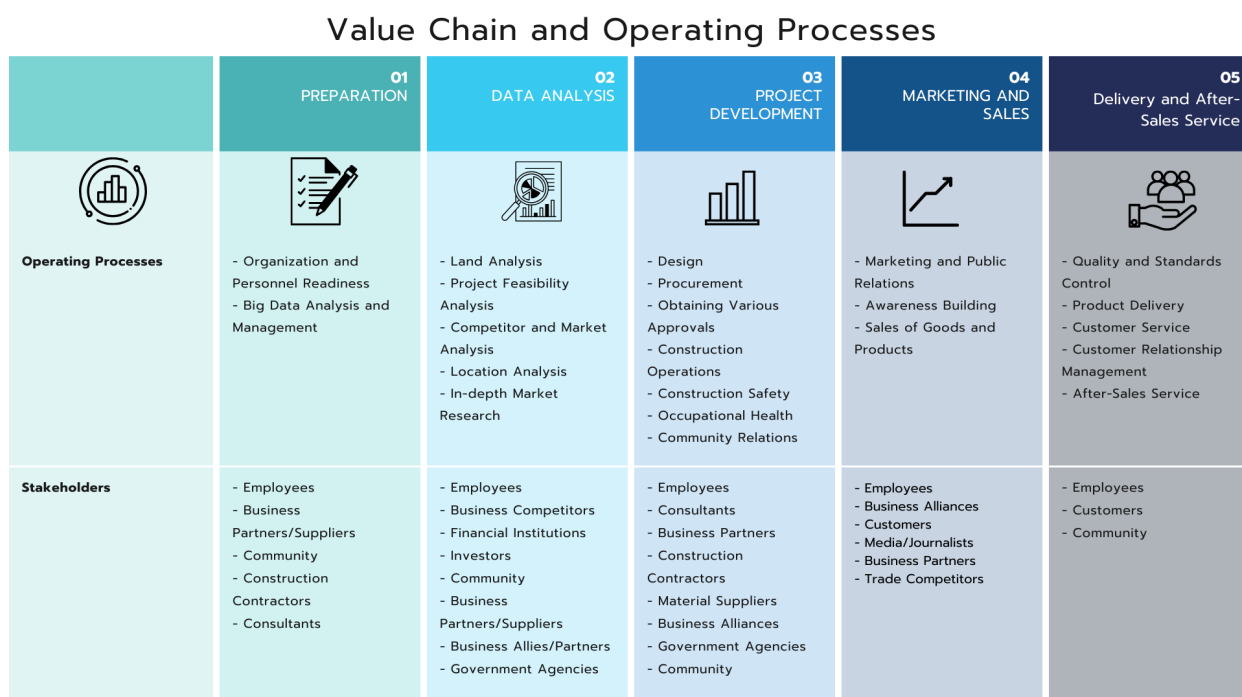 Value Chain and Operating Processes
01
PREPARATION
02
DATA ANALYSIS
03
PROJECT
DEVELOPMENT
04
MARKETING AND
SALES
05
Delivery and After-
Sales Service
Operating Processes
- Organization and
Personnel Readiness
- Big Data Analysis and
Management
- Land Analysis
- Project Feasibility
Analysis
- Competitor and Market
Analysis
- Location Analysis
- In-depth Market
Research
- Design
- Procurement
- Obtaining Various
Approvals
- Construction
Operations
- Construction Safety
- Occupational Health
- Community Relations
- Marketing and Public
Relations
- Awareness Building
- Sales of Goods and
Products
- Quality and Standards
Control
- Product Delivery
- Customer Service
- Customer Relationship
Management
- After-Sales Service
Stakeholders
- Employees
- Business
Partners/Suppliers
- Community
- Construction
Contractors
- Consultants
- Employees
- Business Competitors
- Financial Institutions
- Investors
- Community
- Business
Partners/Suppliers
- Business Allies/Partners
- Government Agencies
- Employees
- Consultants
- Business Partners
- Construction
Contractors
- Material Suppliers
- Business Alliances
- Government Agencies
- Community
- Employees
- Business Alliances
- Customers
- Media/Journalists
- Business Partners
- Trade Competitors
- Employees
- Customers
- Community